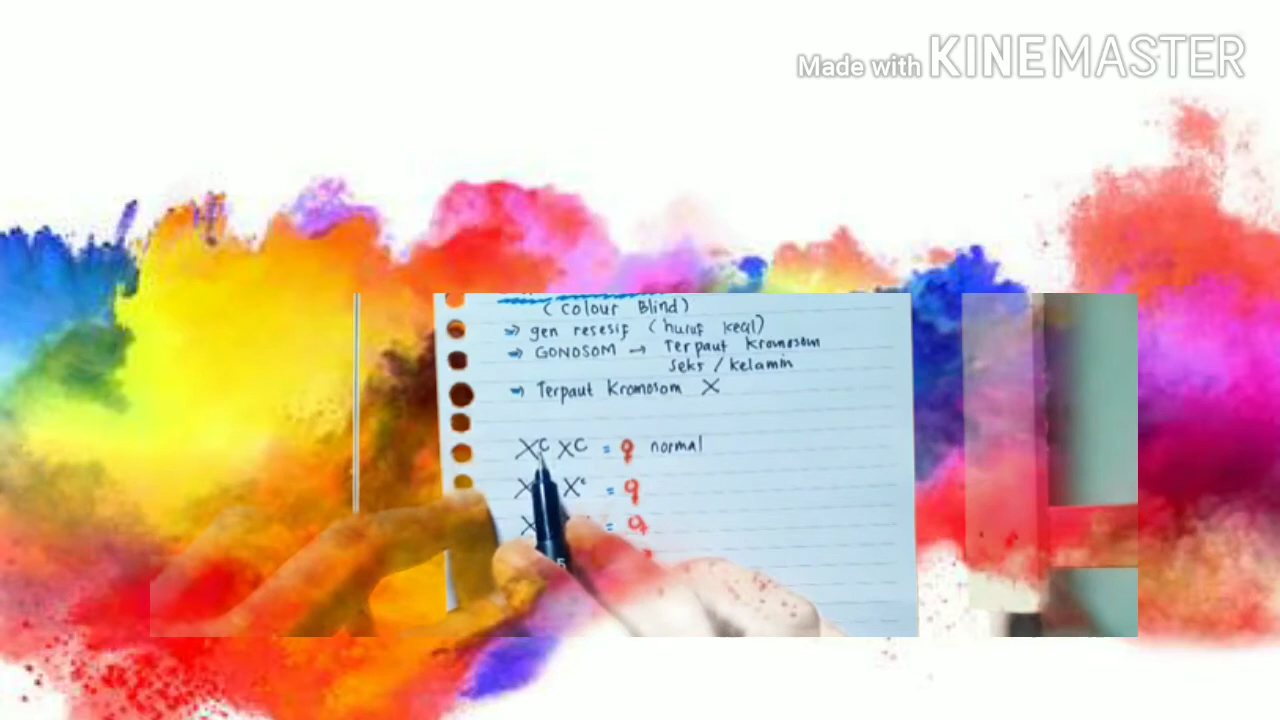 Made with KINEMASTER
(Colour Blind)
=> gen resesif (huruf kecil)
=> GONOSOM → Terpaut Kromosom
Seks / kelamin
=> Terpaut Kromosom X
X^C X^C = ♀ normal
X X^c = ♀
= ♀